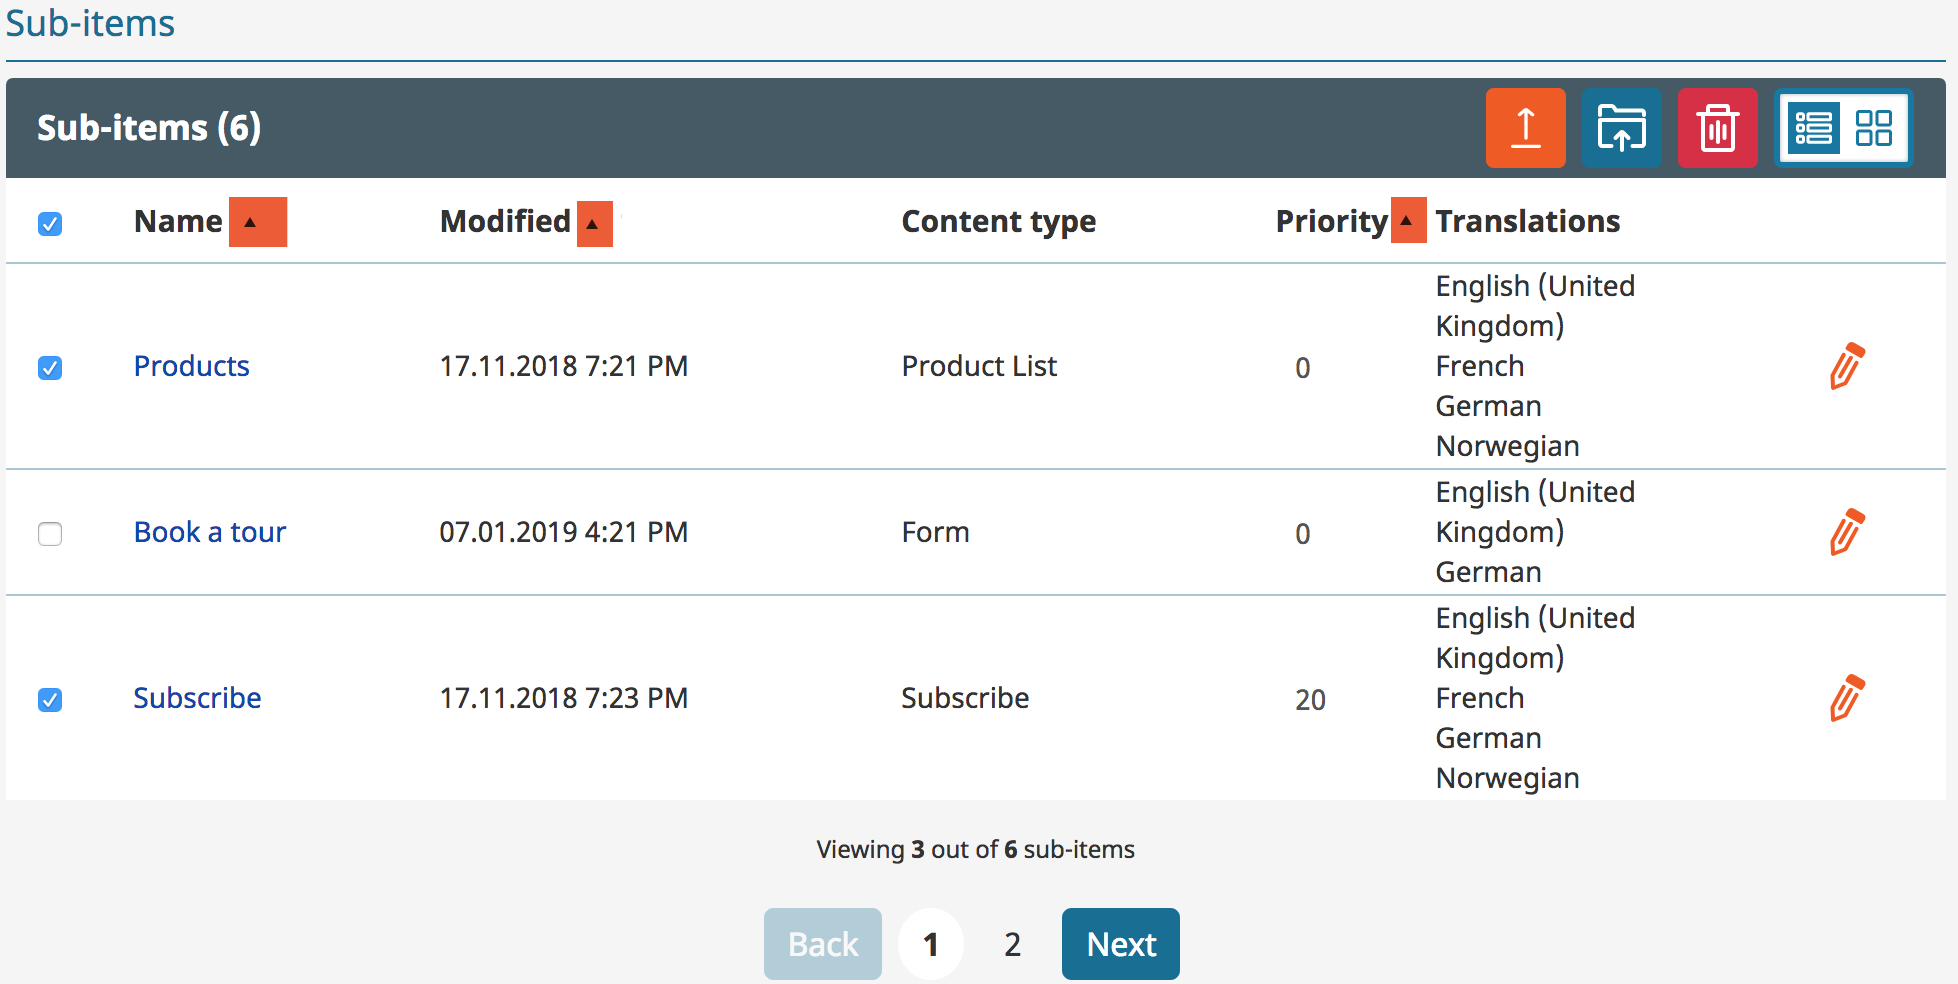 Sub-items
Sub-items (6)
Name Modified Content type Priority Translations
Products 17.11.2018 7:21 PM Product List 0
English (United
Kingdom)
French
German
Norwegian
Book a tour 07.01.2019 4:21 PM Form 0
English (United
Kingdom)
German
Subscribe 17.11.2018 7:23 PM Subscribe 20
English (United
Kingdom)
French
German
Norwegian
Viewing 3 out of 6 sub-items
Back 1 2 Next